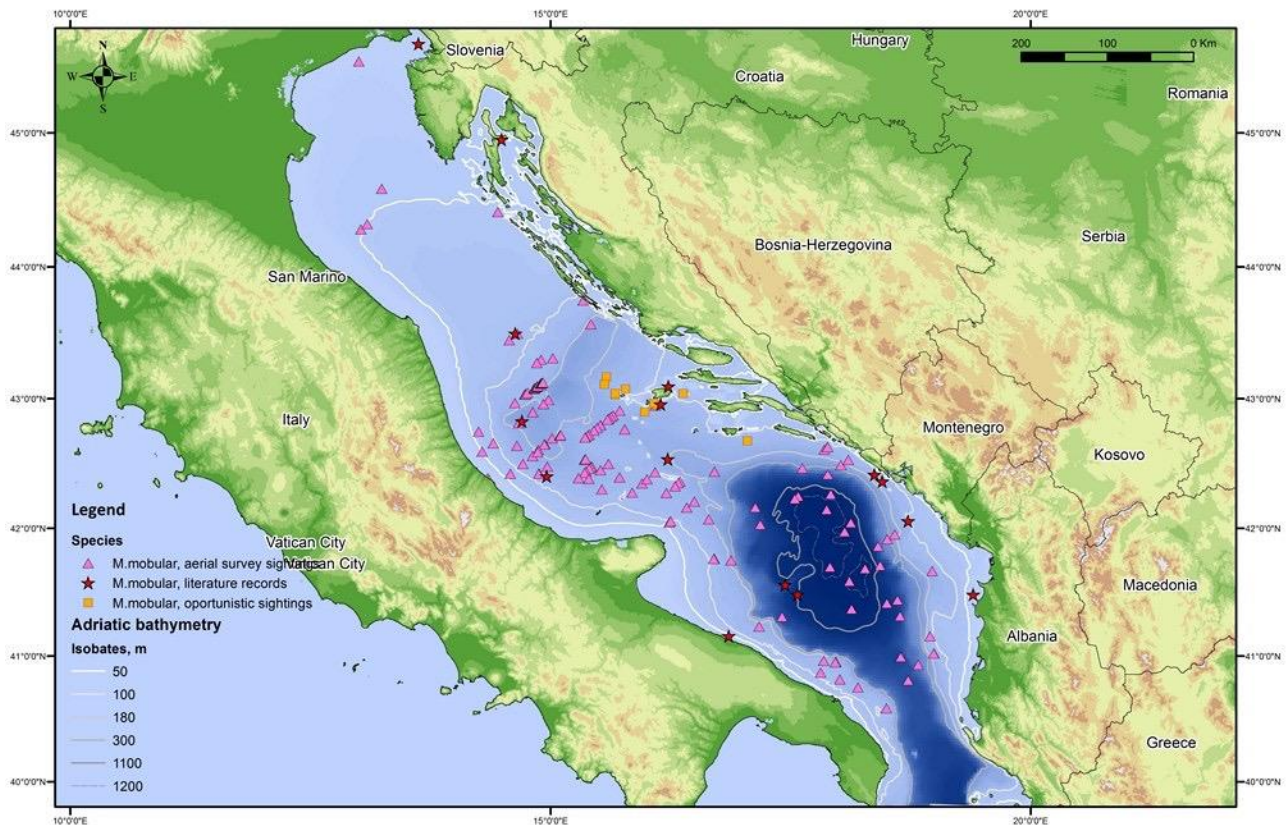 10°0'0"E 15°0'0"E 20°0'0"E
N
W E
S
Slovenia
Hungary
200 100 0 Km
Croatia
Romania
45°0'0"N 45°0'0"N
Bosnia-Herzegovina
Serbia
44°0'0"N 44°0'0"N
San Marino
43°0'0"N 43°0'0"N
Italy
Montenegro
Kosovo
42°0'0"N 42°0'0"N
Vatican City
Vatican City
Macedonia
Albania
41°0'0"N 41°0'0"N
Greece
40°0'0"N 40°0'0"N
Legend
Species
M.mobular, aerial survey sightings
M.mobular, literature records
M.mobular, oportunistic sightings
Adriatic bathymetry
Isobates, m
50
100
180
300
1100
1200
10°0'0"E 15°0'0"E 20°0'0"E